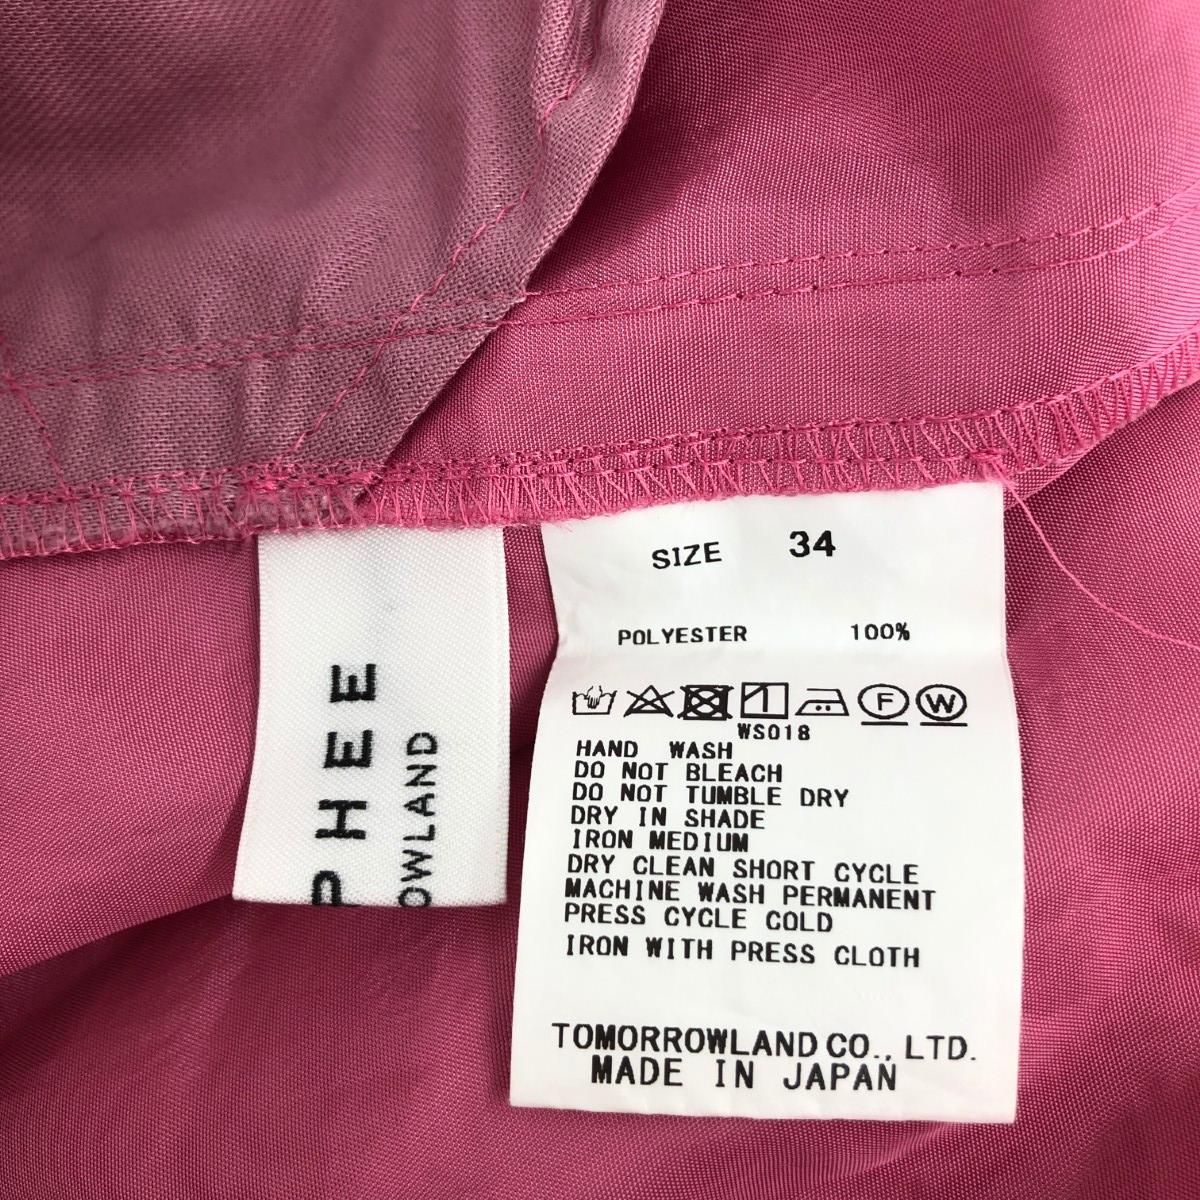 PHEE
OWLAND
SIZE 34
POLYESTER 100%
1 F W
WS018
HAND WASH
DO NOT BLEACH
DO NOT TUMBLE DRY
DRY IN SHADE
IRON MEDIUM
DRY CLEAN SHORT CYCLE
MACHINE WASH PERMANENT
PRESS CYCLE COLD
IRON WITH PRESS CLOTH
TOMORROWLAND CO., LTD.
MADE IN JAPAN